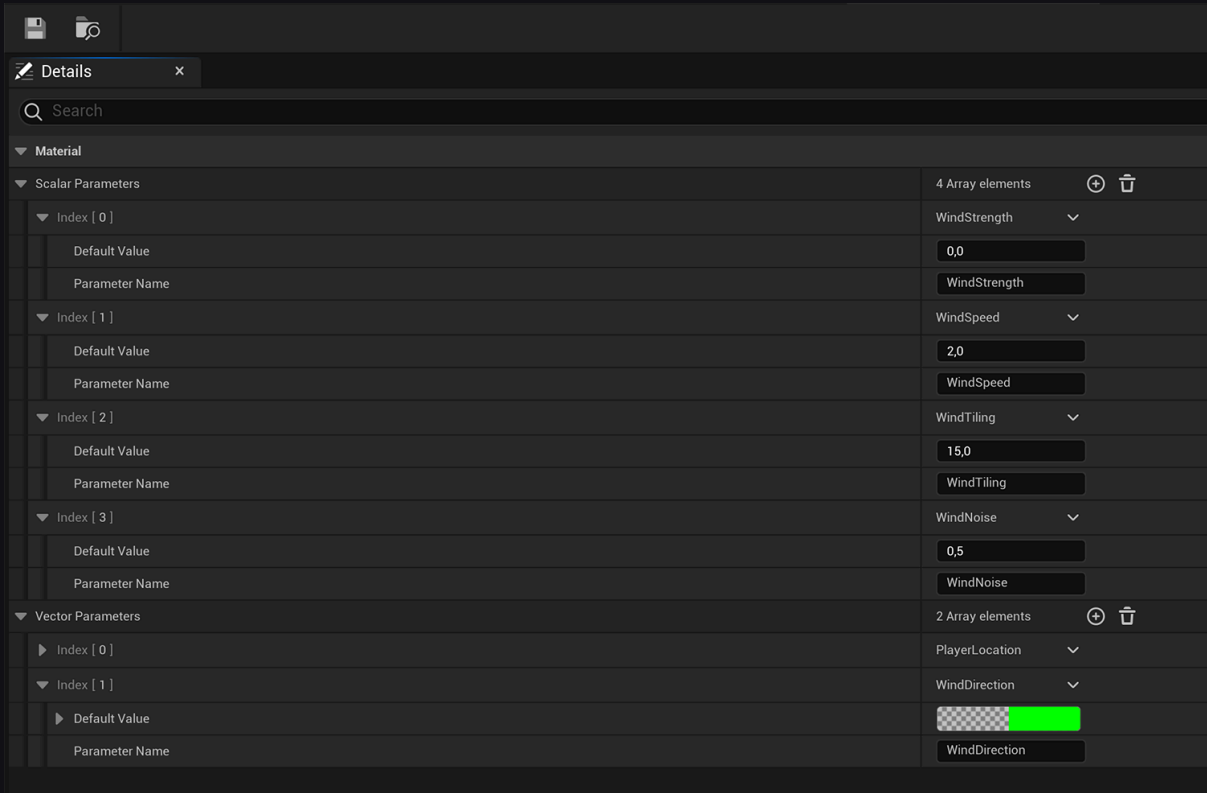 Details
Search
Material
Scalar Parameters 4 Array elements
Index [ 0 ] WindStrength
Default Value 0,0
Parameter Name WindStrength
Index [ 1 ] WindSpeed
Default Value 2,0
Parameter Name WindSpeed
Index [ 2 ] WindTiling
Default Value 15,0
Parameter Name WindTiling
Index [ 3 ] WindNoise
Default Value 0,5
Parameter Name WindNoise
Vector Parameters 2 Array elements
Index [ 0 ] PlayerLocation
Index [ 1 ] WindDirection
Default Value
Parameter Name WindDirection